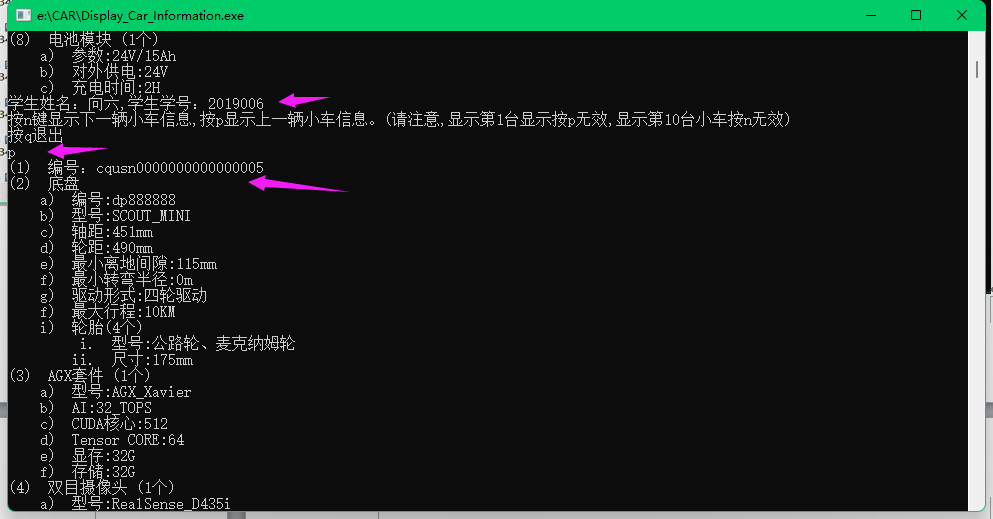 e:\CAR\Display_Car_Information.exe
(8) 电池模块 (1个)
a) 参数:24V/15Ah
b) 对外供电:24V
c) 充电时间:2H
学生姓名: 向六,学生学号: 2019006
按n键显示下一辆小车信息,按p显示上一辆小车信息。(请注意,显示第1台显示按p无效,显示第10台小车按n无效)
按q退出
p
(1) 编号: cqusn0000000000000005
(2) 底盘
a) 编号:dp888888
b) 型号:SCOUT_MINI
c) 轴距:451mm
d) 轮距:490mm
e) 最小离地间隙:115mm
f) 最小转弯半径:0m
g) 驱动形式:四轮驱动
f) 最大行程:10KM
i) 轮胎(4个)
i. 型号:公路轮、麦克纳姆轮
ii. 尺寸:175mm
(3) AGX套件 (1个)
a) 型号:AGX_Xavier
b) AI:32_TOPS
c) CUDA核心:512
d) Tensor CORE:64
e) 显存:32G
f) 存储:32G
(4) 双目摄像头 (1个)
a) 型号:RealSense_D435i